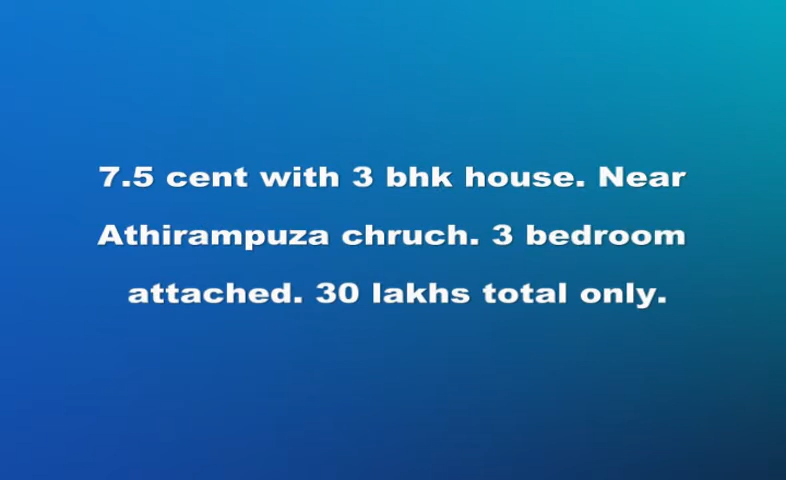 7.5 cent with 3 bhk house. Near
Athirampuza chruch. 3 bedroom
attached. 30 lakhs total only.